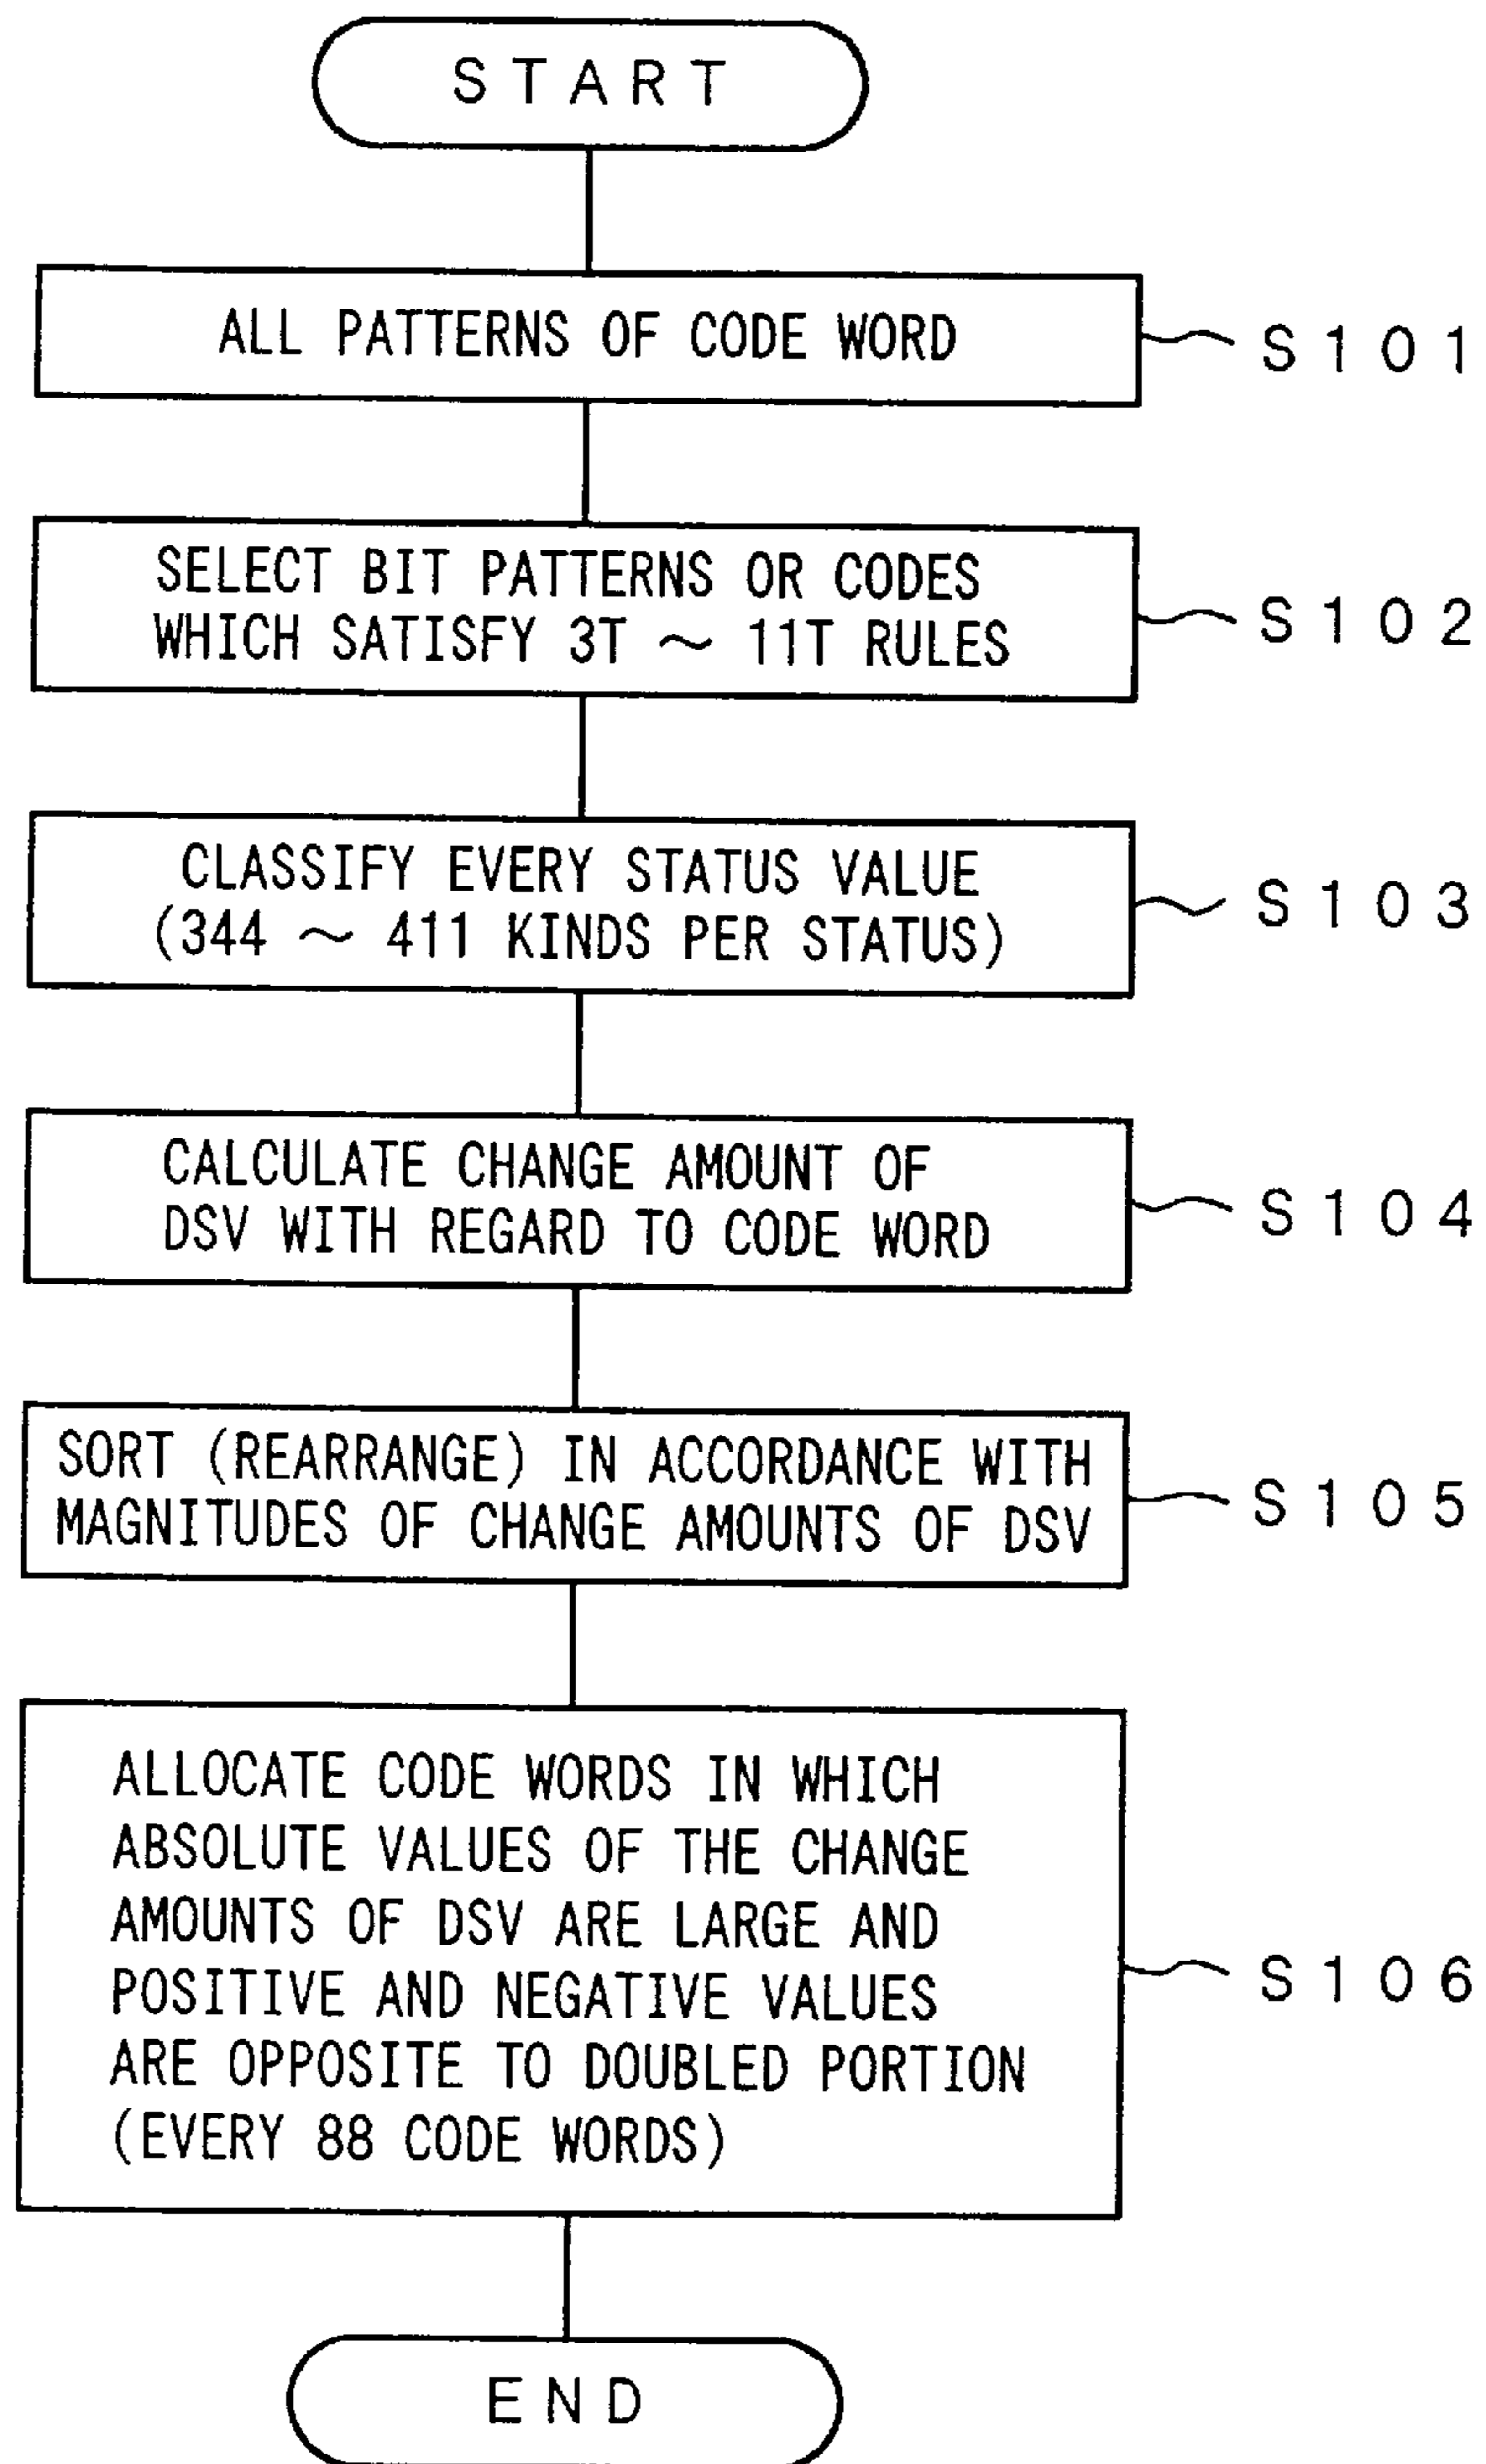 START
ALL PATTERNS OF CODE WORD
S101
SELECT BIT PATTERNS OR CODES
WHICH SATISFY 3T ~ 11T RULES
S102
CLASSIFY EVERY STATUS VALUE
(344 ~ 411 KINDS PER STATUS)
S103
CALCULATE CHANGE AMOUNT OF
DSV WITH REGARD TO CODE WORD
S104
SORT (REARRANGE) IN ACCORDANCE WITH
MAGNITUDES OF CHANGE AMOUNTS OF DSV
S105
ALLOCATE CODE WORDS IN WHICH
ABSOLUTE VALUES OF THE CHANGE
AMOUNTS OF DSV ARE LARGE AND
POSITIVE AND NEGATIVE VALUES
ARE OPPOSITE TO DOUBLED PORTION
(EVERY 88 CODE WORDS)
S106
END